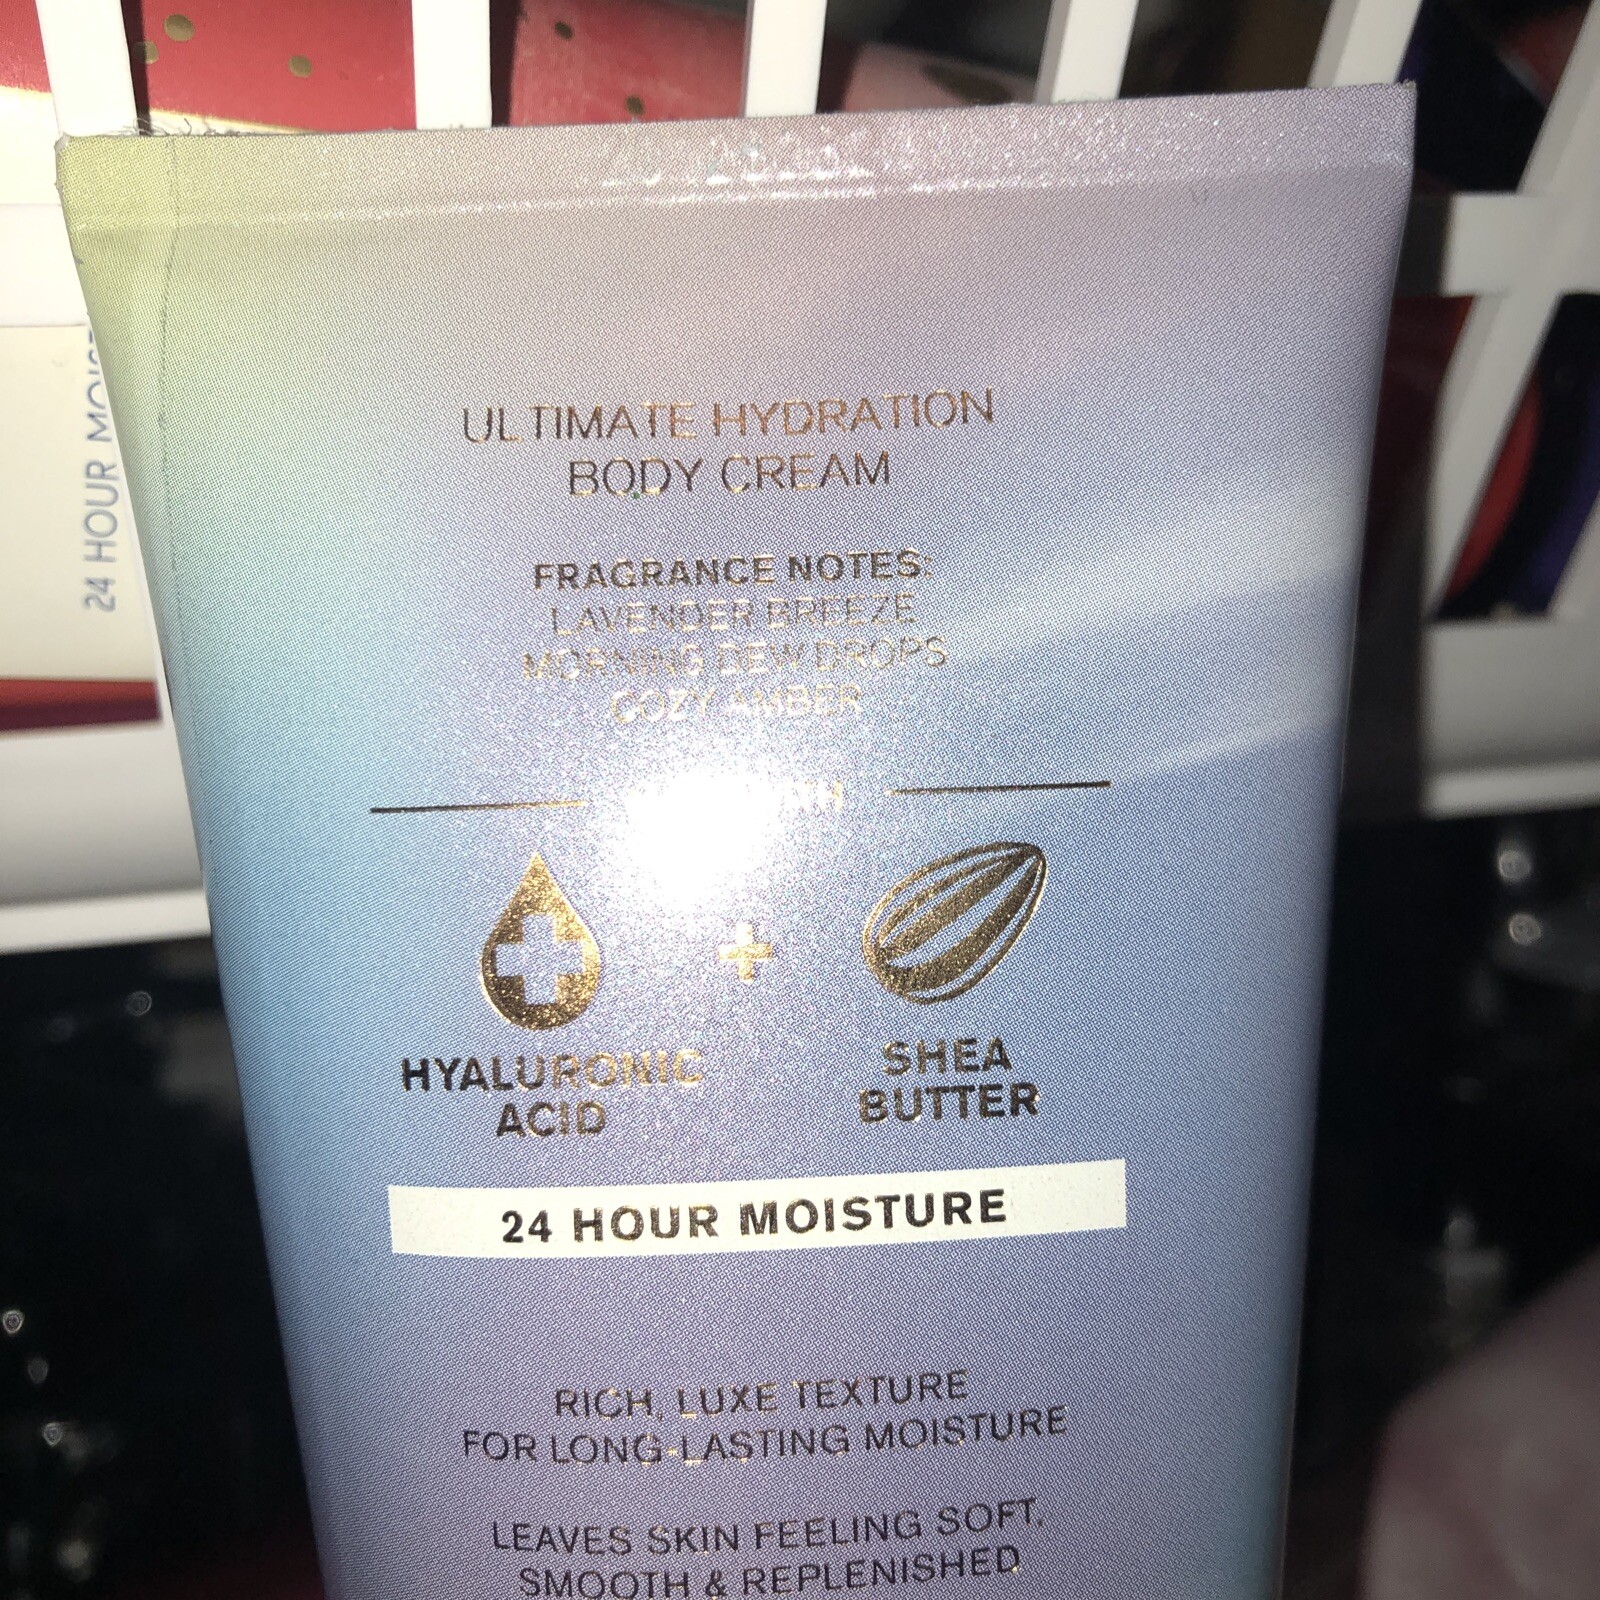 ULTIMATE HYDRATION
BODY CREAM
FRAGRANCE NOTES:
LAVENDER BREEZE
MORNING DEW DROPS
COZY AMBER
+
HYALURONIC
ACID
SHEA
BUTTER
24 HOUR MOISTURE
RICH, LUXE TEXTURE
FOR LONG-LASTING MOISTURE
LEAVES SKIN FEELING SOFT,
SMOOTH & REPLENISHED
24 HOUR